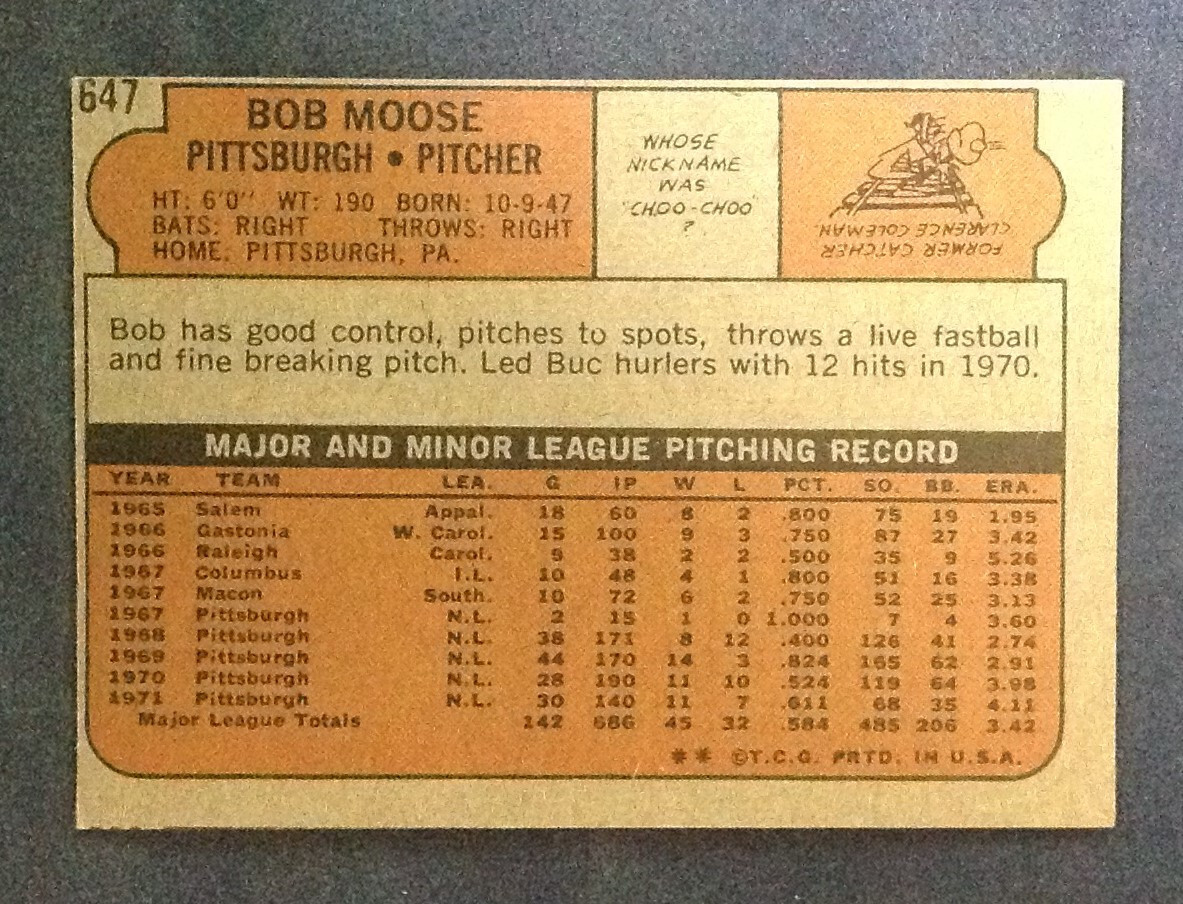 647
BOB MOOSE
PITTSBURGH • PITCHER
HT: 6'0" WT: 190 BORN: 10-9-47
BATS: RIGHT THROWS: RIGHT
HOME: PITTSBURGH, PA.
WHOSE
NICKNAME
WAS
"CHOO-CHOO"
?
FORMER CATCHER
CLARENCE COLEMAN.
Bob has good control, pitches to spots, throws a live fastball
and fine breaking pitch. Led Buc hurlers with 12 hits in 1970.
MAJOR AND MINOR LEAGUE PITCHING RECORD
YEAR TEAM LEA. G IP W L PCT. SO. BB. ERA.
1965 Salem Appal. 18 60 8 2 .800 75 19 1.95
1966 Gastonia W. Carol. 15 100 9 3 .750 87 27 3.42
1966 Raleigh Carol. 9 38 2 2 .500 35 9 5.26
1967 Columbus I.L. 10 48 4 1 .800 51 16 3.38
1967 Macon South. 10 72 6 2 .750 52 25 3.13
1967 Pittsburgh N.L. 2 15 1 0 1.000 7 4 3.60
1968 Pittsburgh N.L. 38 171 8 12 .400 126 41 2.74
1969 Pittsburgh N.L. 44 170 14 3 .824 165 62 2.91
1970 Pittsburgh N.L. 28 190 11 10 .524 119 64 3.98
1971 Pittsburgh N.L. 30 140 11 7 .611 68 35 4.11
Major League Totals 142 686 45 32 .584 485 206 3.42
** ©T.C.G. PRTD. IN U.S.A.